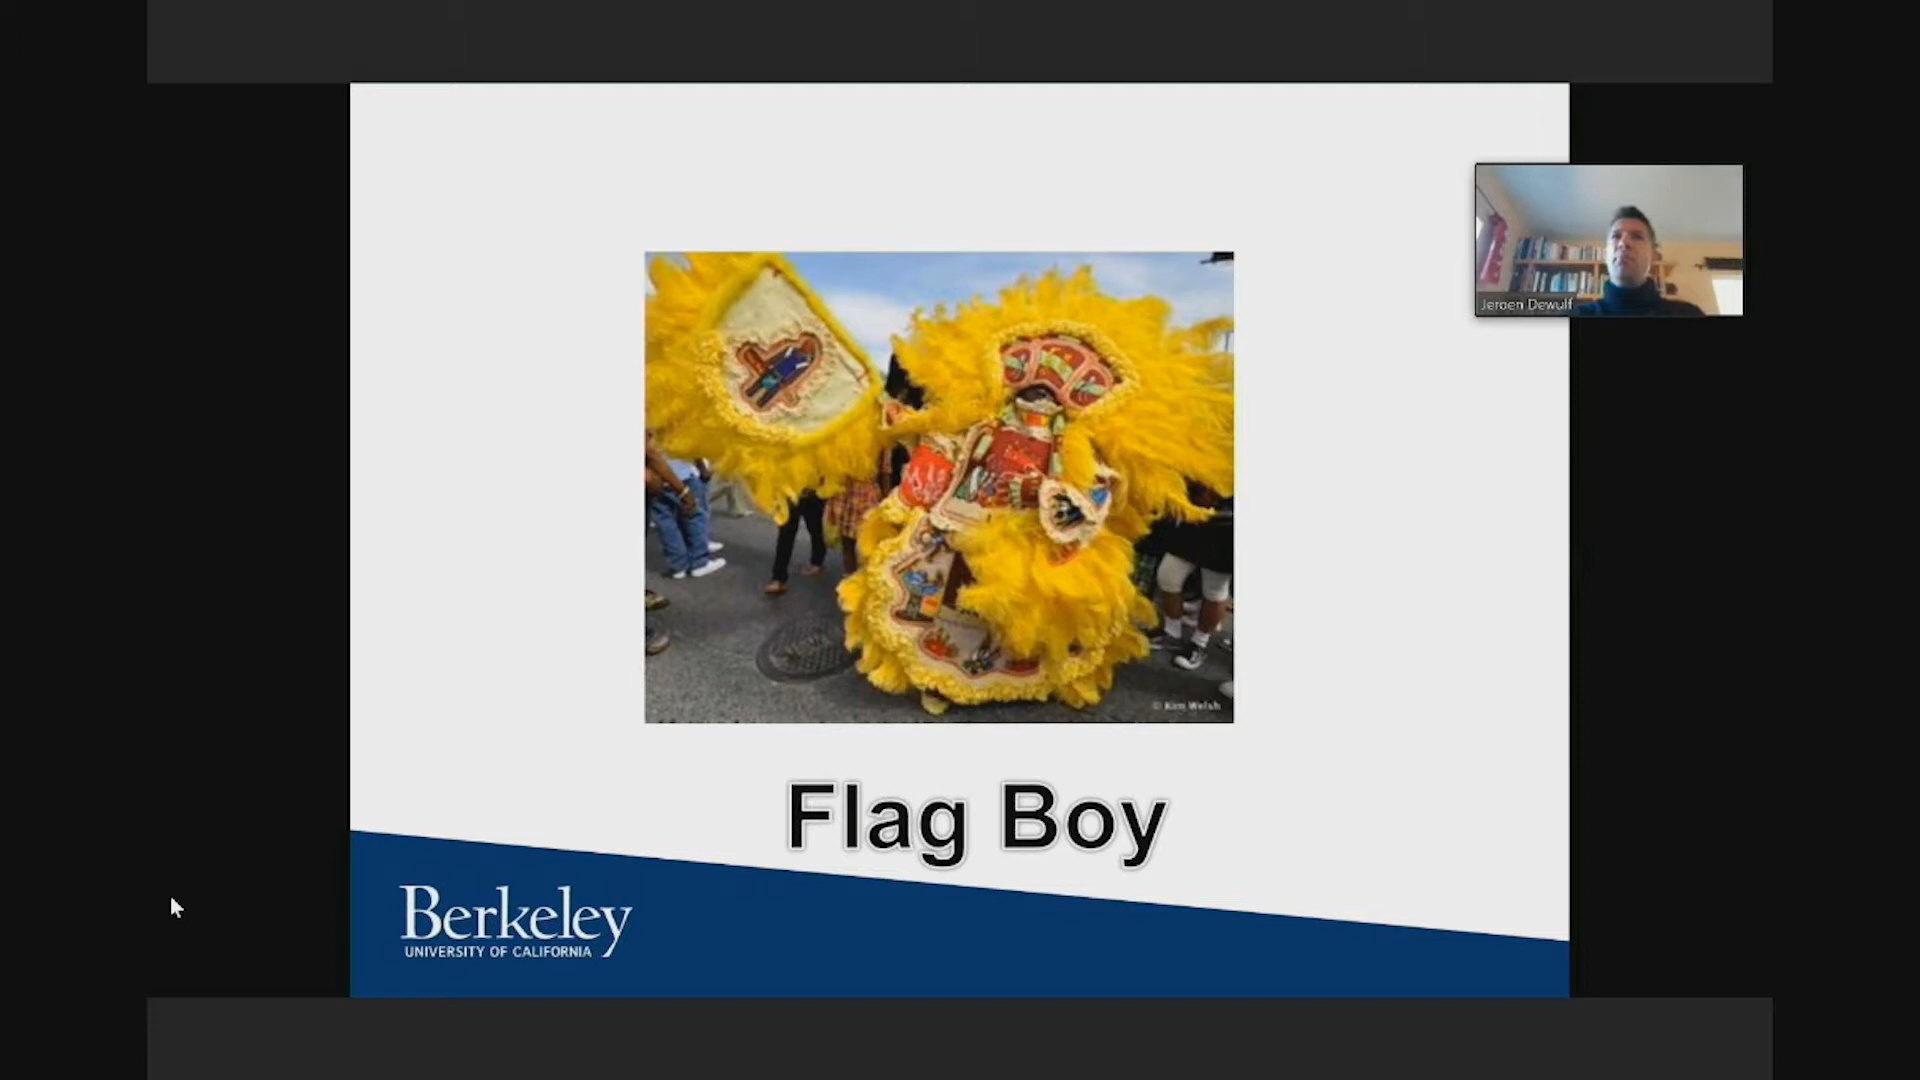 Jeroen Dewulf
© Kim Welsh
Flag Boy
Berkeley
UNIVERSITY OF CALIFORNIA